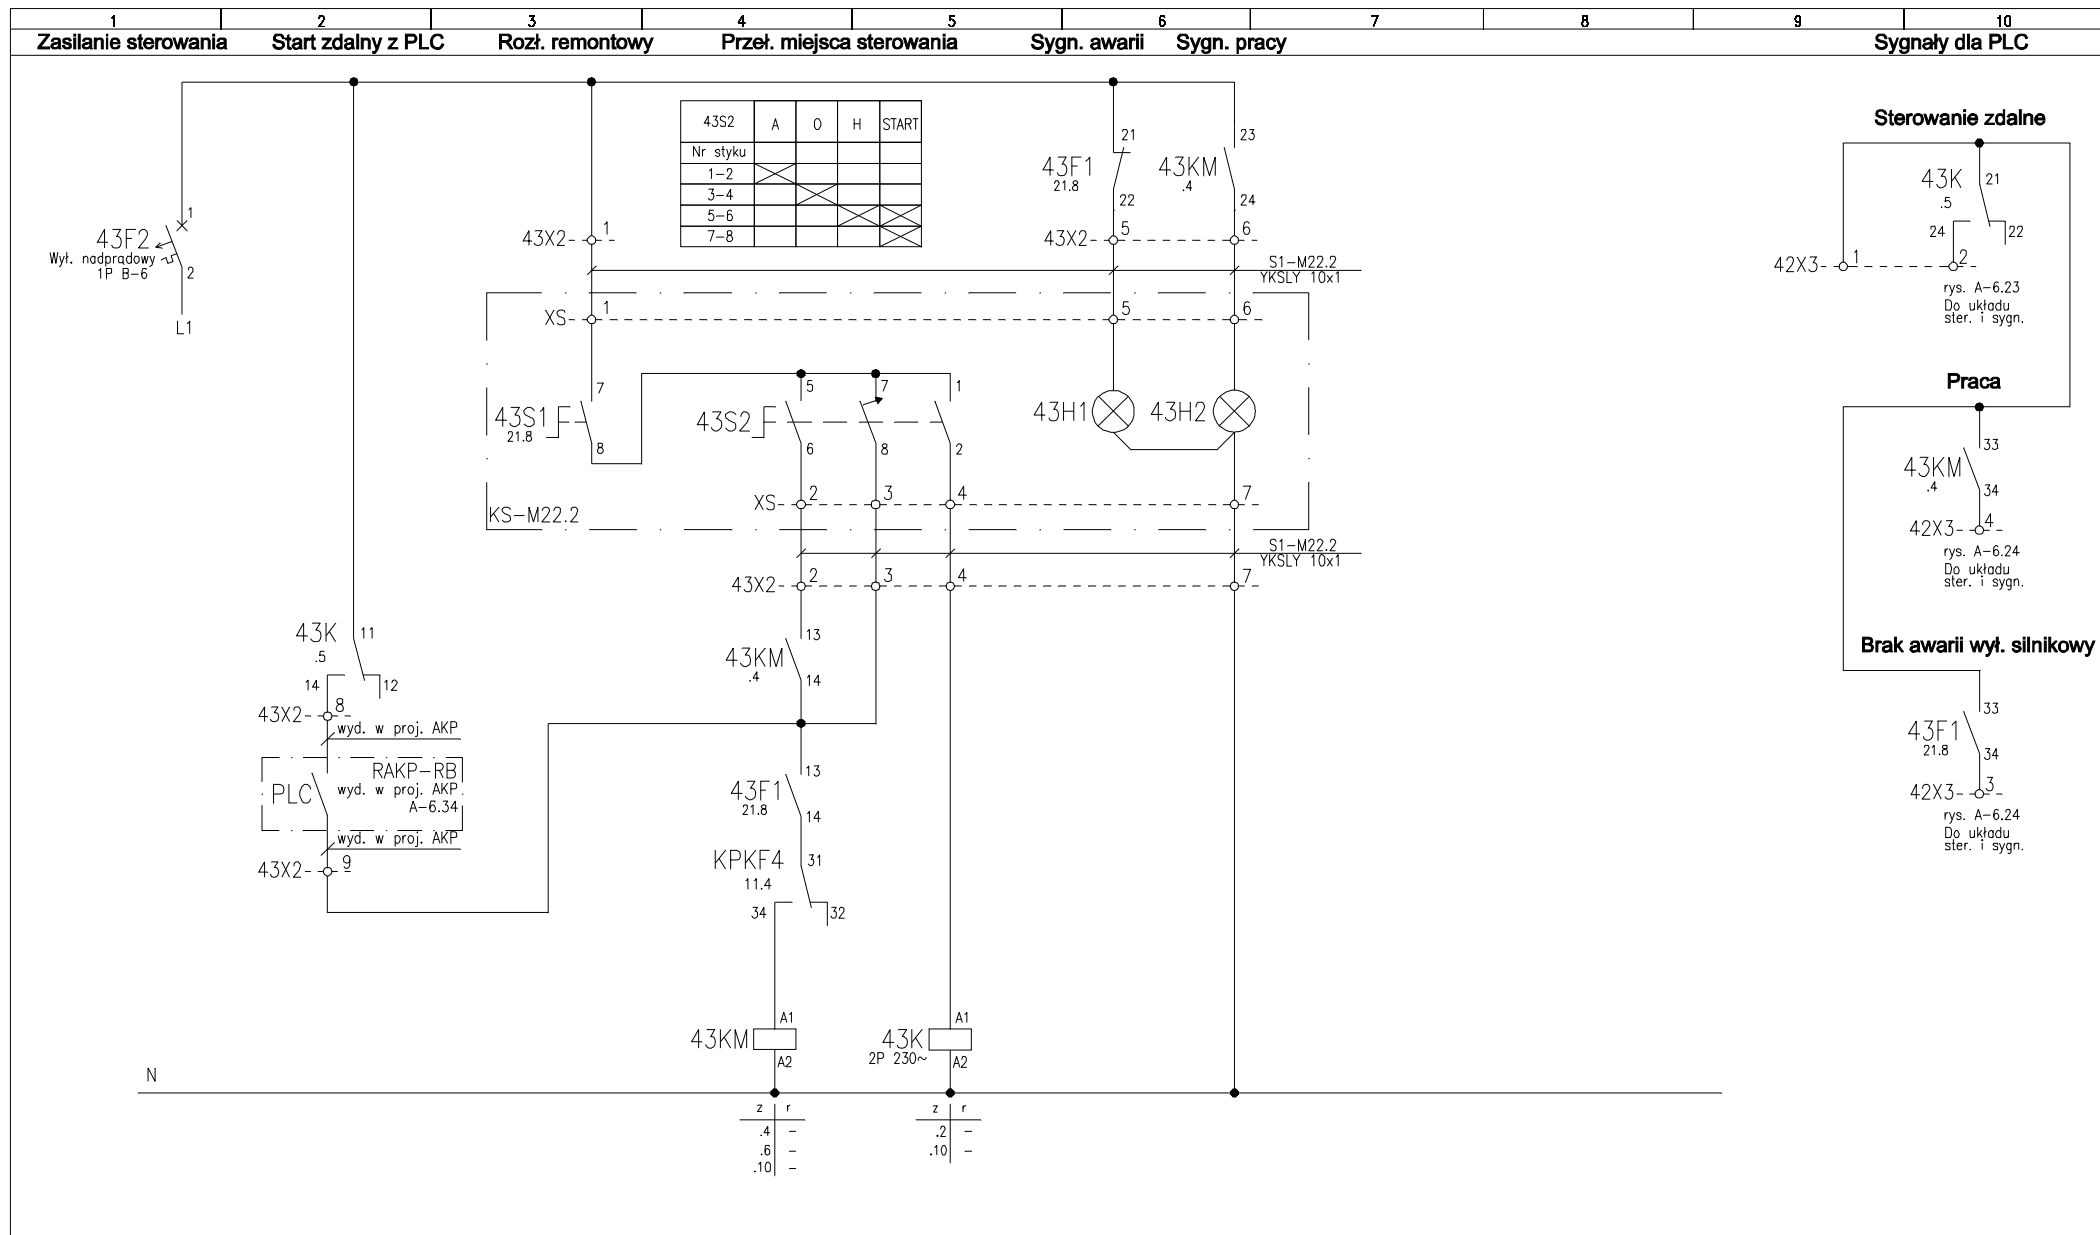 1 2 3 4 5 6 7 8 9 10
Zasilanie sterowania Start zdalny z PLC Rozł. remontowy Przeł. miejsca sterowania Sygn. awarii Sygn. pracy Sygnały dla PLC
1
43F2
Wył. nadprądowy
1P B-6
2
L1
43K 11
.5
14 12
43X2 8
wyd. w proj. AKP
RAKP-RB
PLC wyd. w proj. AKP
A-6.34
wyd. w proj. AKP
43X2 9
43X2 1
XS 1
7
43S1
21.8
8
KS-M22.2
43S2 A 0 H START
Nr styku
1-2
3-4
5-6
7-8
5 7 1
43S2
6 8 2
XS 2 3 4 7
S1-M22.2
YKSLY 10x1
43X2 2 3 4 7
13
43KM
.4
14
13
43F1
21.8
14
KPKF4 31
11.4
34 32
A1
43KM
A2
A1
43K
2P 230~
A2
N
z r
.4 -
.6 -
.10 -
z r
.2 -
.10 -
21
43F1
21.8
22
23
43KM
.4
24
43X2 5 6
S1-M22.2
YKSLY 10x1
5 6
43H1 43H2
Sterowanie zdalne
43K 21
.5
24 22
42X3 1 2
rys. A-6.23
Do układu
ster. i sygn.
Praca
33
43KM
.4
34
42X3 4
rys. A-6.24
Do układu
ster. i sygn.
Brak awarii wył. silnikowy
33
43F1
21.8
34
42X3 3
rys. A-6.24
Do układu
ster. i sygn.